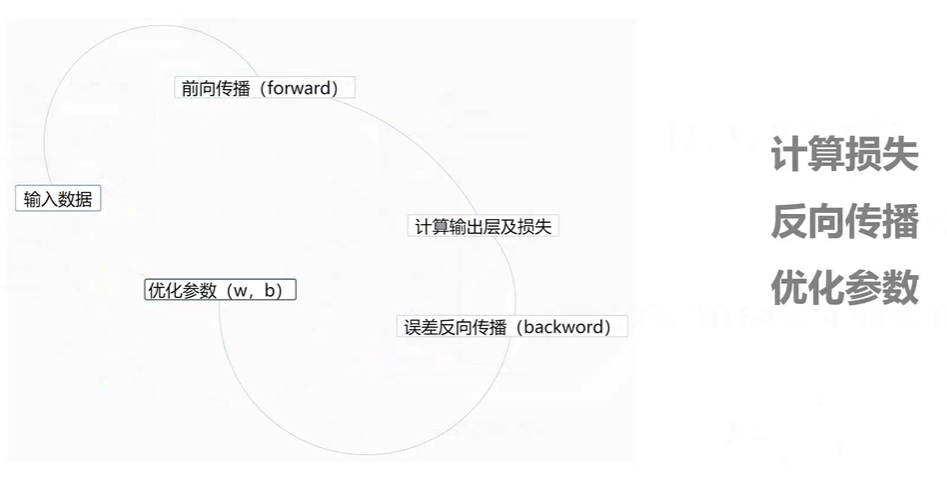 前向传播（forward）
输入数据
计算输出层及损失
优化参数（w，b）
误差反向传播（backword）
计算损失
反向传播
优化参数